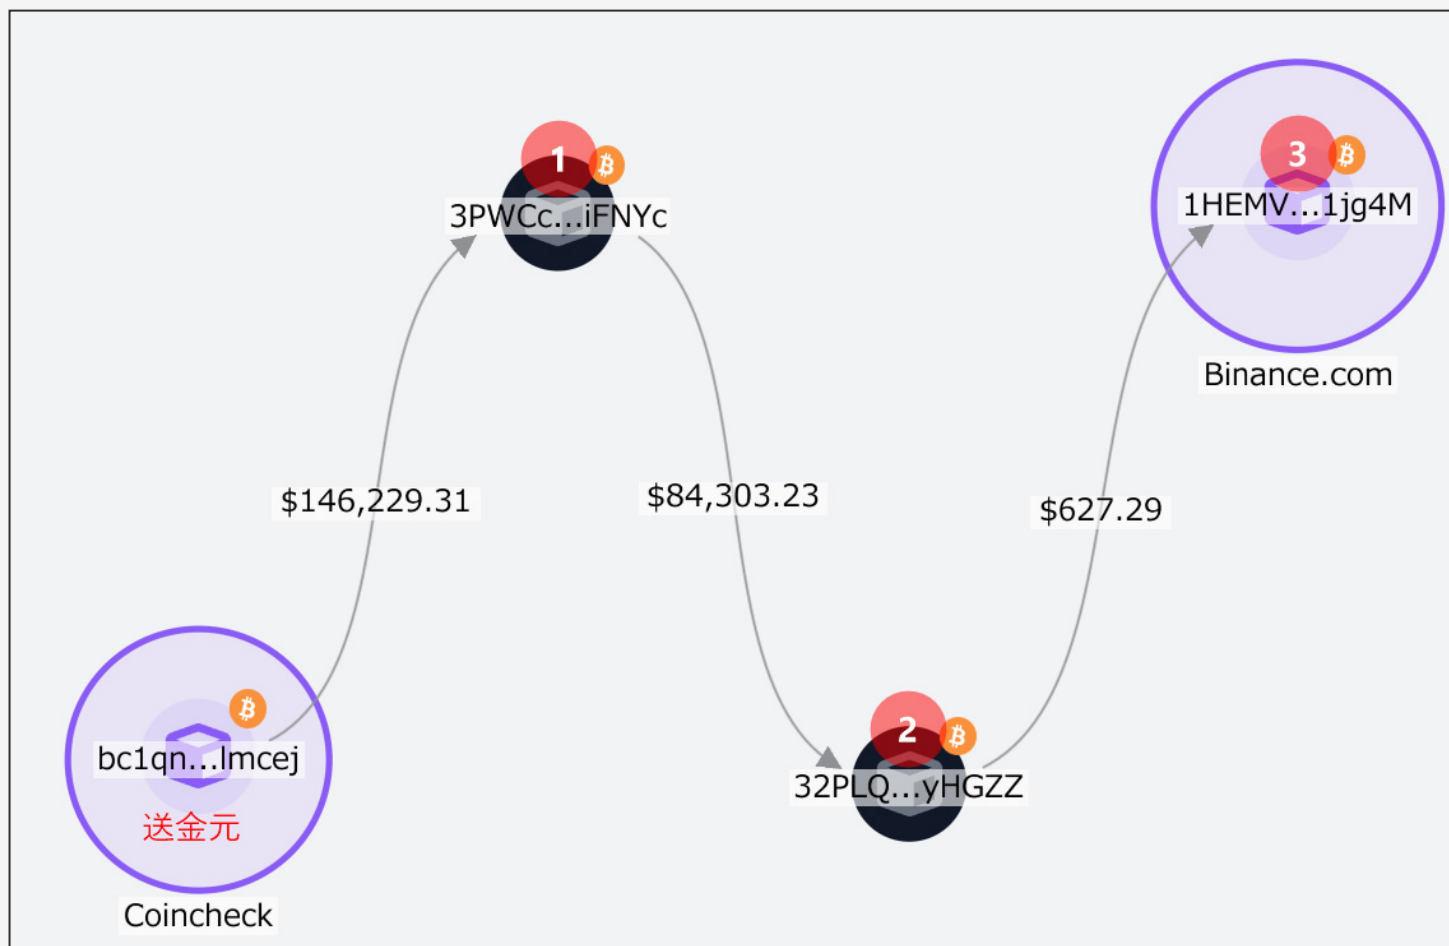 1
3PWCc...iFNYc
3
1HEMV...1jg4M
Binance.com
$146,229.31
$84,303.23
$627.29
bc1qn...lmcej
送金元
Coincheck
2
32PLQ...yHGZZ